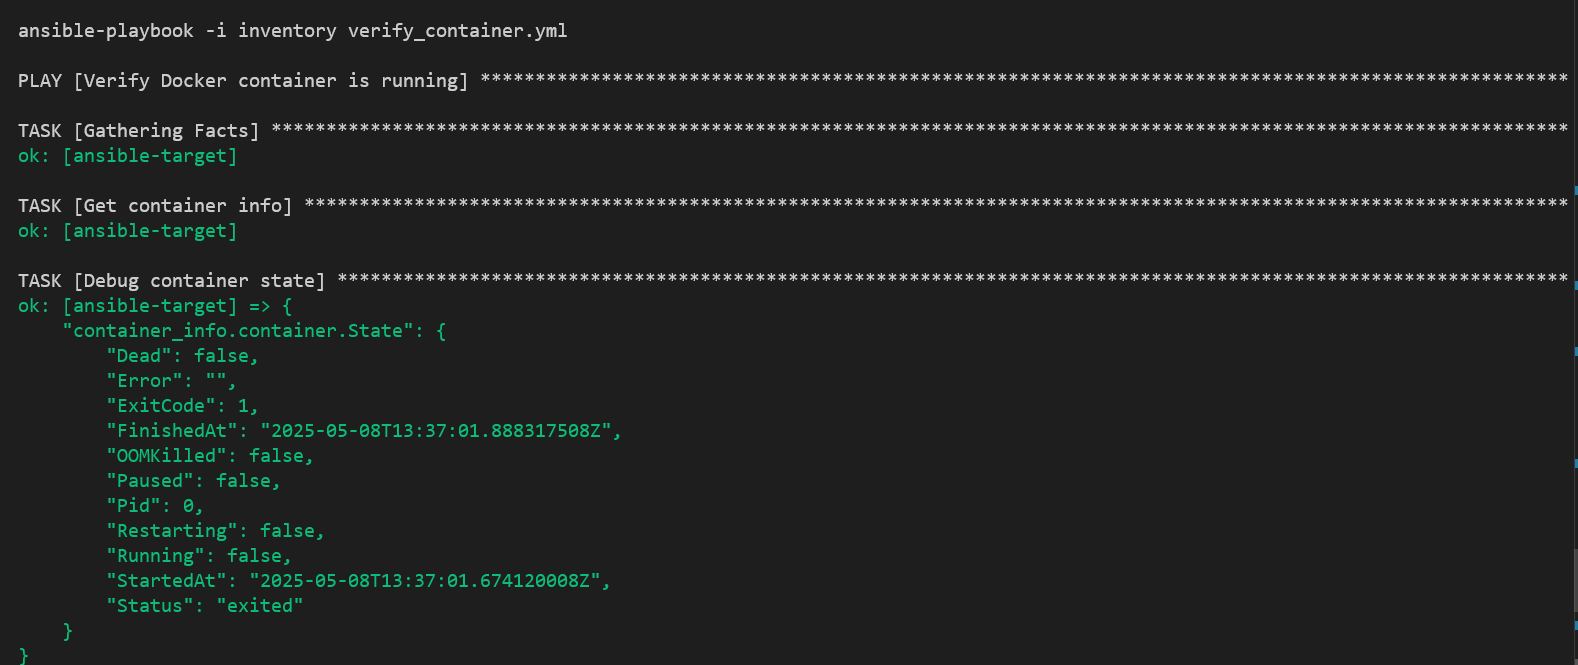 ansible-playbook -i inventory verify_container.yml
PLAY [Verify Docker container is running] ***************************************************************************************************
TASK [Gathering Facts] **********************************************************************************************************************
ok: [ansible-target]
TASK [Get container info] *******************************************************************************************************************
ok: [ansible-target]
TASK [Debug container state] ****************************************************************************************************************
ok: [ansible-target] => {
    "container_info.container.State": {
        "Dead": false,
        "Error": "",
        "ExitCode": 1,
        "FinishedAt": "2025-05-08T13:37:01.888317508Z",
        "OOMKilled": false,
        "Paused": false,
        "Pid": 0,
        "Restarting": false,
        "Running": false,
        "StartedAt": "2025-05-08T13:37:01.674120008Z",
        "Status": "exited"
    }
}